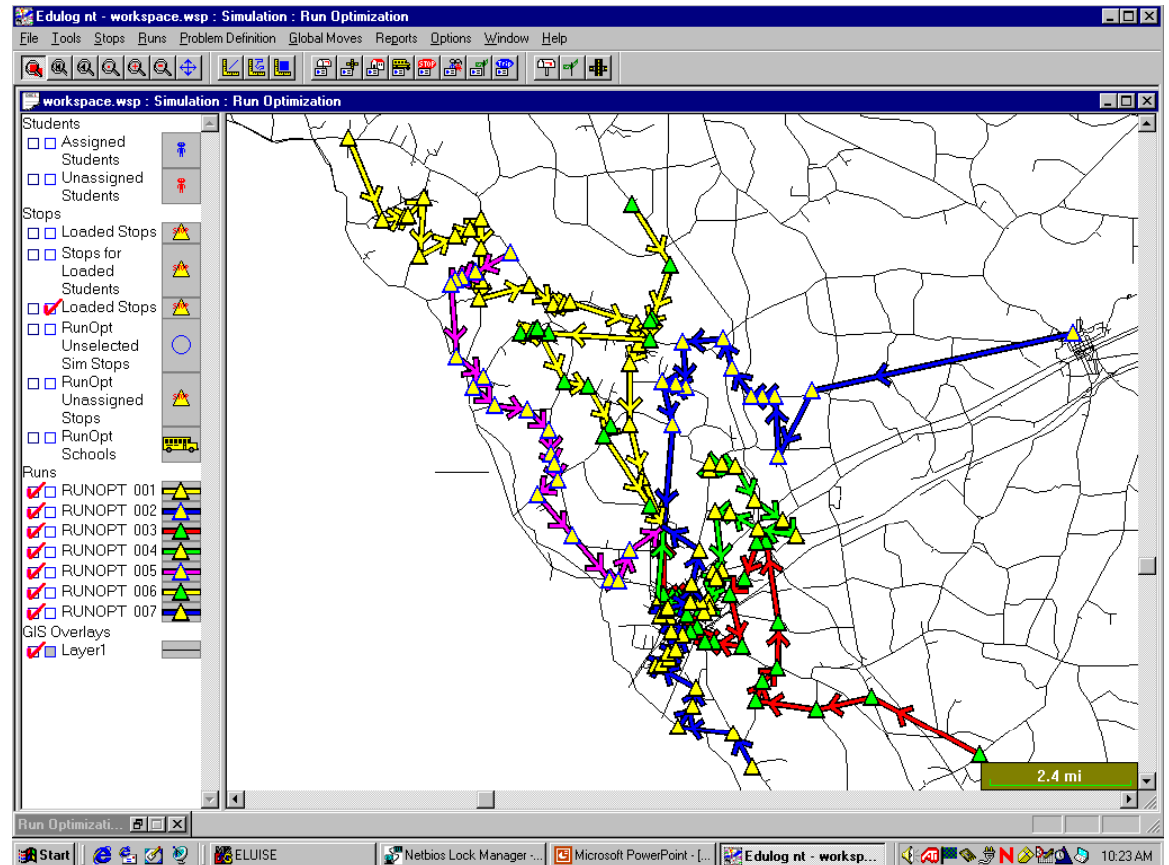 Edulog nt - workspace.wsp : Simulation : Run Optimization
File Tools Stops Runs Problem Definition Global Moves Reports Options Window Help
workspace.wsp : Simulation : Run Optimization
Students
Assigned
Students
Unassigned
Students
Stops
Loaded Stops
Stops for
Loaded
Students
Loaded Stops
RunOpt
Unselected
Sim Stops
RunOpt
Unassigned
Stops
RunOpt
Schools
Runs
RUNOPT 001
RUNOPT 002
RUNOPT 003
RUNOPT 004
RUNOPT 005
RUNOPT 006
RUNOPT 007
GIS Overlays
Layer1
2.4 mi
Run Optimizati...
Start ELUISE Netbios Lock Manager -... Microsoft PowerPoint - [... Edulog nt - worksp... 10:23 AM